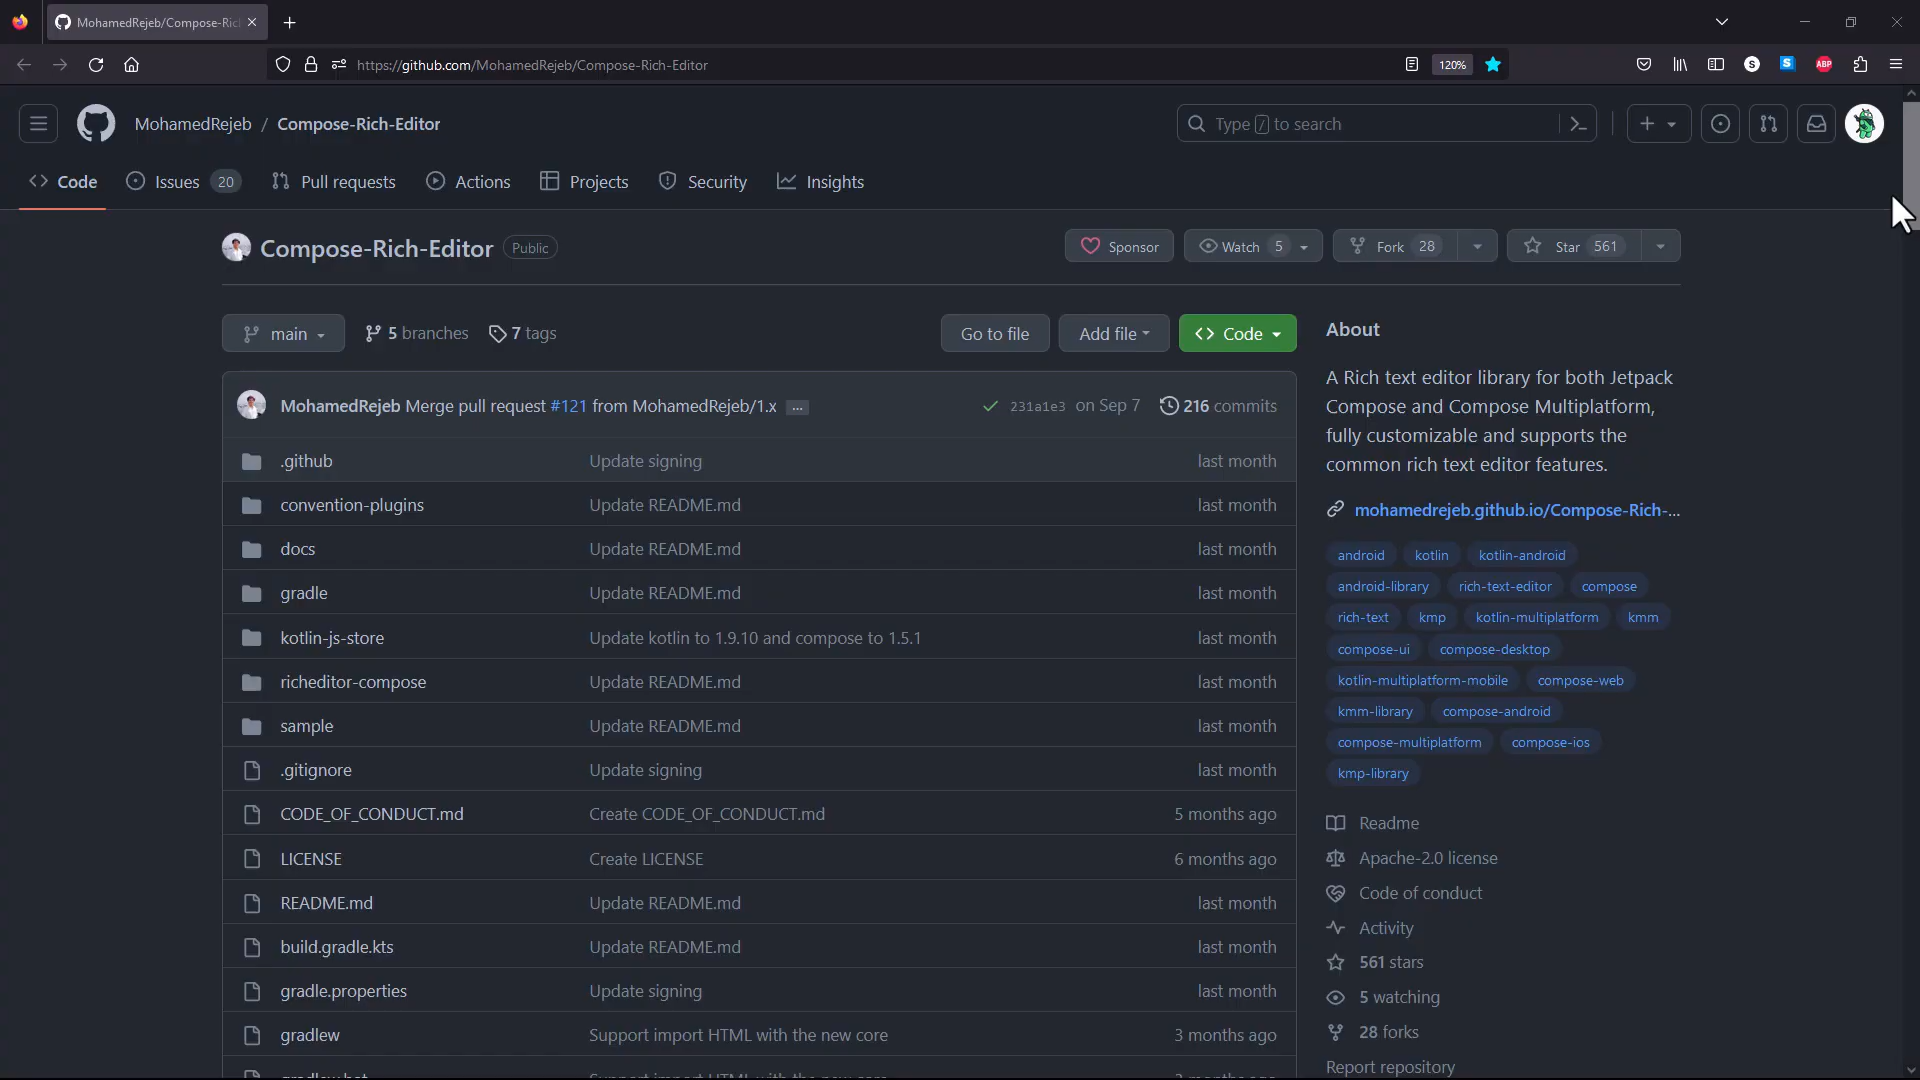 MohamedRejeb/Compose-Ric
https://github.com/MohamedRejeb/Compose-Rich-Editor
120%
S
S
ABP
MohamedRejeb / Compose-Rich-Editor
Type / to search
Code
Issues 20
Pull requests
Actions
Projects
Security
Insights
Compose-Rich-Editor Public
Sponsor
Watch 5
Fork 28
Star 561
main
5 branches
7 tags
Go to file
Add file
Code
MohamedRejeb Merge pull request #121 from MohamedRejeb/1.x ...
231a1e3 on Sep 7
216 commits
.github Update signing last month
convention-plugins Update README.md last month
docs Update README.md last month
gradle Update README.md last month
kotlin-js-store Update kotlin to 1.9.10 and compose to 1.5.1 last month
richeditor-compose Update README.md last month
sample Update README.md last month
.gitignore Update signing last month
CODE_OF_CONDUCT.md Create CODE_OF_CONDUCT.md 5 months ago
LICENSE Create LICENSE 6 months ago
README.md Update README.md last month
build.gradle.kts Update README.md last month
gradle.properties Update signing last month
gradlew Support import HTML with the new core 3 months ago
About
A Rich text editor library for both Jetpack
Compose and Compose Multiplatform,
fully customizable and supports the
common rich text editor features.
mohamedrejeb.github.io/Compose-Rich-...
android kotlin kotlin-android
android-library rich-text-editor compose
rich-text kmp kotlin-multiplatform kmm
compose-ui compose-desktop
kotlin-multiplatform-mobile compose-web
kmm-library compose-android
compose-multiplatform compose-ios
kmp-library
Readme
Apache-2.0 license
Code of conduct
Activity
561 stars
5 watching
28 forks
Report repository